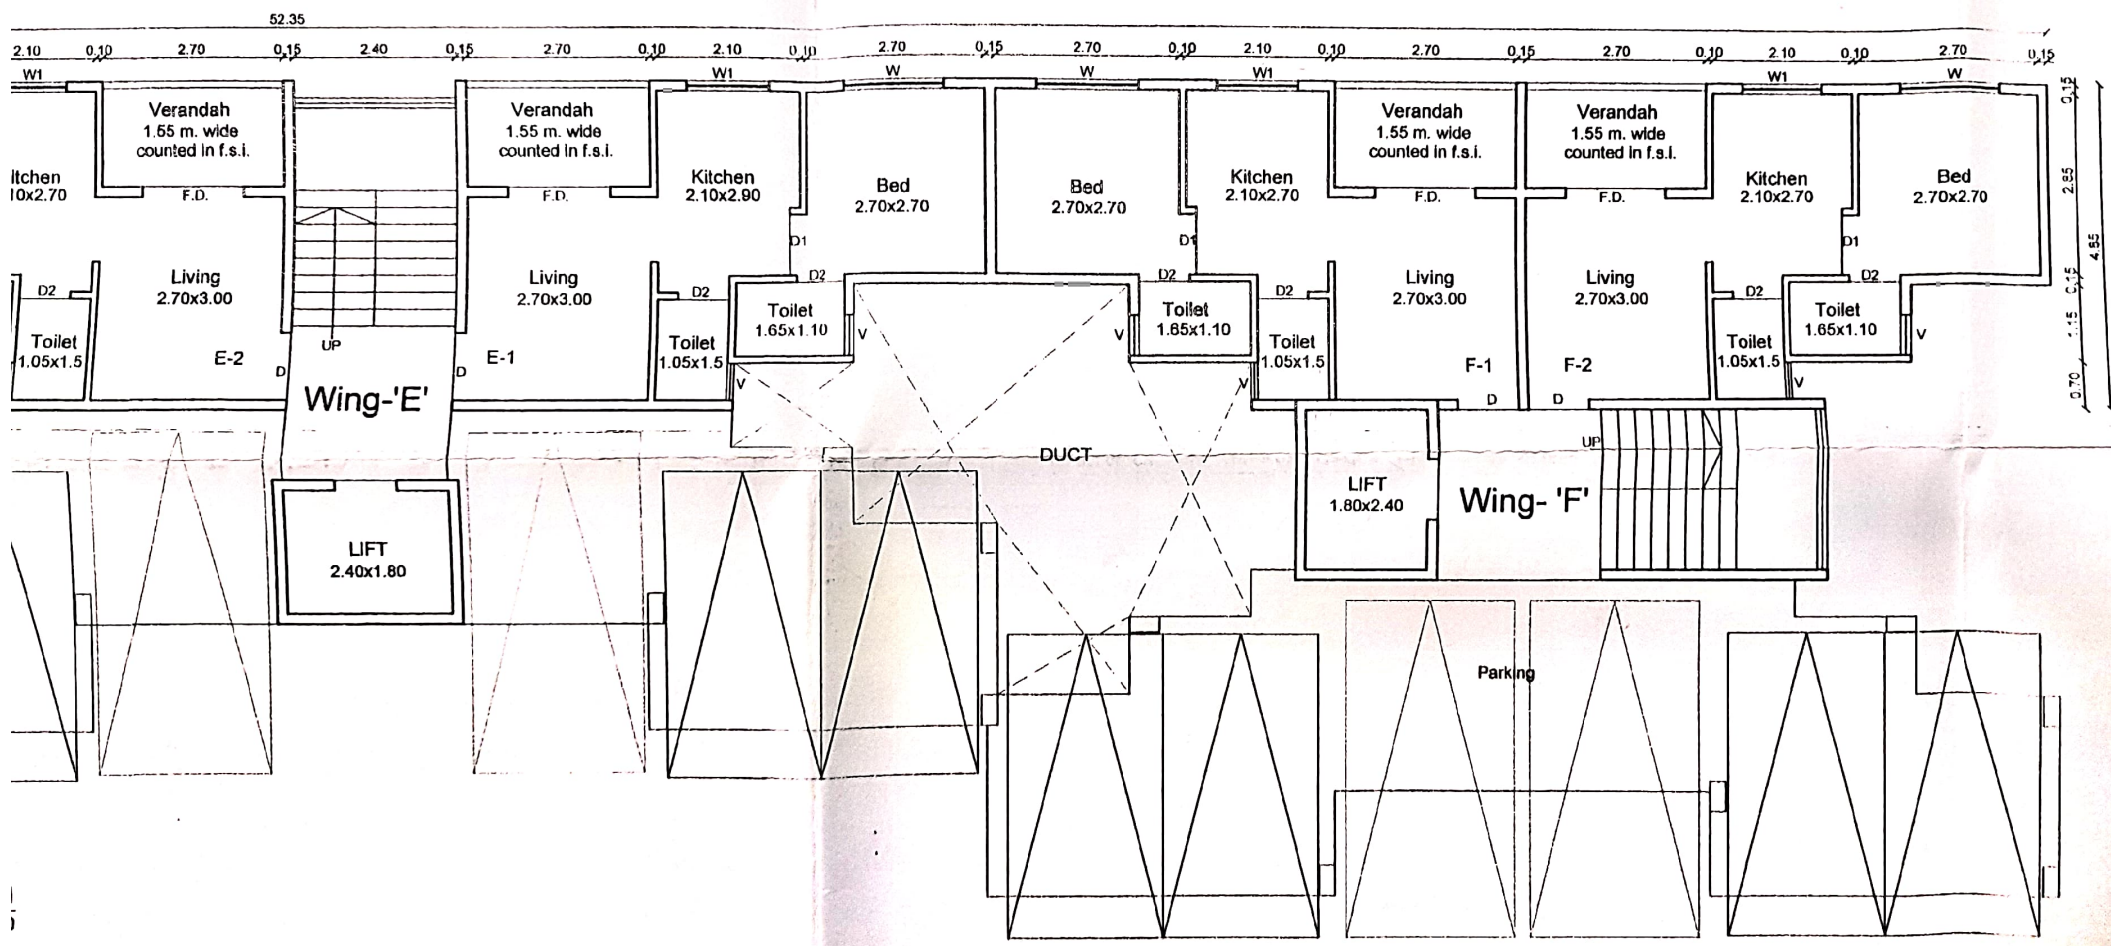 52.35
2.10 0.10 2.70 0.15 2.40 0.15 2.70 0.10 2.10 0.10 2.70 0.15 2.70 0.10 2.10 0.10 2.70 0.15 2.70 0.10 2.10 0.10 2.70 0.15
W1 W1 W W W1 W1 W
Verandah
1.55 m. wide
counted in f.s.i.
Verandah
1.55 m. wide
counted in f.s.i.
Verandah
1.55 m. wide
counted in f.s.i.
Verandah
1.55 m. wide
counted in f.s.i.
itchen
10x2.70
F.D.
F.D.
Kitchen
2.10x2.90
Bed
2.70x2.70
Bed
2.70x2.70
Kitchen
2.10x2.70
F.D.
F.D.
Kitchen
2.10x2.70
Bed
2.70x2.70
D1
D1
D1
0.15
2.85
4.85
0.15
1.15
0.70
D2
Living
2.70x3.00
Living
2.70x3.00
D2
D2
D2
D2
Living
2.70x3.00
Living
2.70x3.00
D2
D2
Toilet
1.05x1.5
E-2
D
UP
Wing-'E'
D
E-1
Toilet
1.05x1.5
Toilet
1.65x1.10
V
V
V
Toilet
1.65x1.10
V
Toilet
1.05x1.5
F-1
D
F-2
D
Toilet
1.05x1.5
Toilet
1.65x1.10
V
V
DUCT
UP
LIFT
2.40x1.80
LIFT
1.80x2.40
Wing- 'F'
Parking